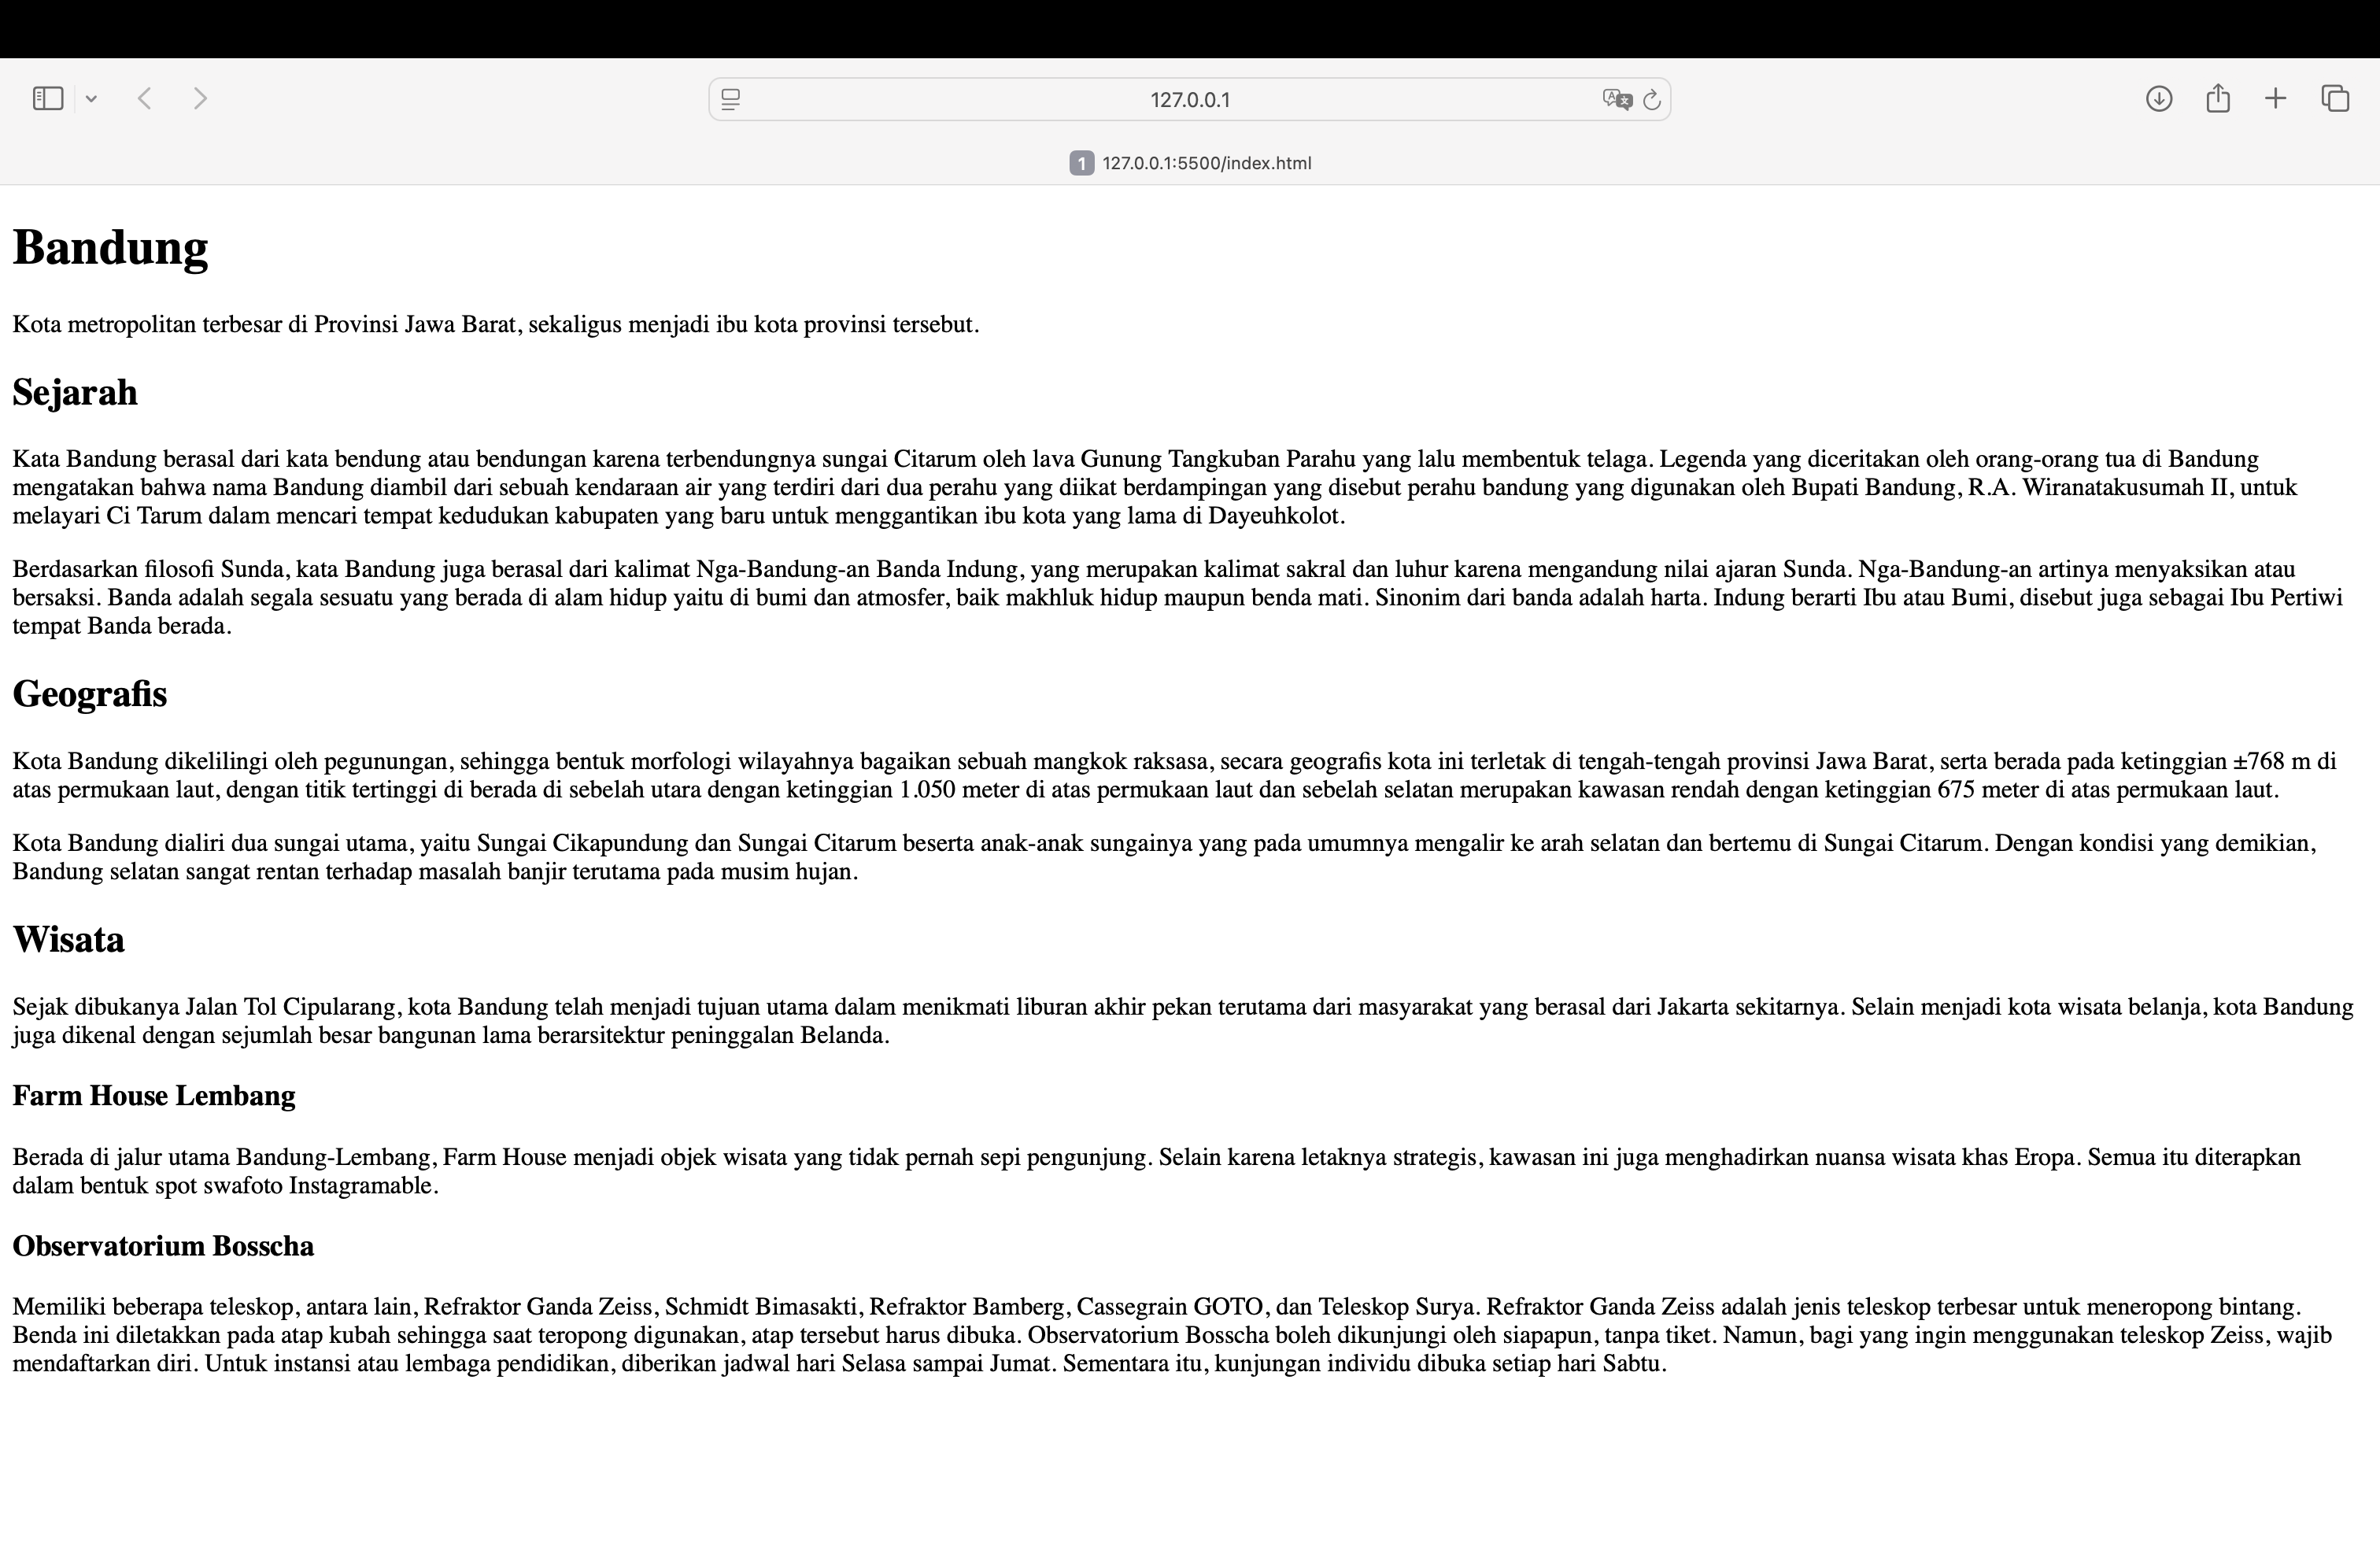 127.0.0.1
1 127.0.0.1:5500/index.html
Bandung
Kota metropolitan terbesar di Provinsi Jawa Barat, sekaligus menjadi ibu kota provinsi tersebut.
Sejarah
Kata Bandung berasal dari kata bendung atau bendungan karena terbendungnya sungai Citarum oleh lava Gunung Tangkuban Parahu yang lalu membentuk telaga. Legenda yang diceritakan oleh orang-orang tua di Bandung
mengatakan bahwa nama Bandung diambil dari sebuah kendaraan air yang terdiri dari dua perahu yang diikat berdampingan yang disebut perahu bandung yang digunakan oleh Bupati Bandung, R.A. Wiranatakusumah II, untuk
melayari Ci Tarum dalam mencari tempat kedudukan kabupaten yang baru untuk menggantikan ibu kota yang lama di Dayeuhkolot.
Berdasarkan filosofi Sunda, kata Bandung juga berasal dari kalimat Nga-Bandung-an Banda Indung, yang merupakan kalimat sakral dan luhur karena mengandung nilai ajaran Sunda. Nga-Bandung-an artinya menyaksikan atau
bersaksi. Banda adalah segala sesuatu yang berada di alam hidup yaitu di bumi dan atmosfer, baik makhluk hidup maupun benda mati. Sinonim dari banda adalah harta. Indung berarti Ibu atau Bumi, disebut juga sebagai Ibu Pertiwi
tempat Banda berada.
Geografis
Kota Bandung dikelilingi oleh pegunungan, sehingga bentuk morfologi wilayahnya bagaikan sebuah mangkok raksasa, secara geografis kota ini terletak di tengah-tengah provinsi Jawa Barat, serta berada pada ketinggian ±768 m di
atas permukaan laut, dengan titik tertinggi di berada di sebelah utara dengan ketinggian 1.050 meter di atas permukaan laut dan sebelah selatan merupakan kawasan rendah dengan ketinggian 675 meter di atas permukaan laut.
Kota Bandung dialiri dua sungai utama, yaitu Sungai Cikapundung dan Sungai Citarum beserta anak-anak sungainya yang pada umumnya mengalir ke arah selatan dan bertemu di Sungai Citarum. Dengan kondisi yang demikian,
Bandung selatan sangat rentan terhadap masalah banjir terutama pada musim hujan.
Wisata
Sejak dibukanya Jalan Tol Cipularang, kota Bandung telah menjadi tujuan utama dalam menikmati liburan akhir pekan terutama dari masyarakat yang berasal dari Jakarta sekitarnya. Selain menjadi kota wisata belanja, kota Bandung
juga dikenal dengan sejumlah besar bangunan lama berarsitektur peninggalan Belanda.
Farm House Lembang
Berada di jalur utama Bandung-Lembang, Farm House menjadi objek wisata yang tidak pernah sepi pengunjung. Selain karena letaknya strategis, kawasan ini juga menghadirkan nuansa wisata khas Eropa. Semua itu diterapkan
dalam bentuk spot swafoto Instagramable.
Observatorium Bosscha
Memiliki beberapa teleskop, antara lain, Refraktor Ganda Zeiss, Schmidt Bimasakti, Refraktor Bamberg, Cassegrain GOTO, dan Teleskop Surya. Refraktor Ganda Zeiss adalah jenis teleskop terbesar untuk meneropong bintang.
Benda ini diletakkan pada atap kubah sehingga saat teropong digunakan, atap tersebut harus dibuka. Observatorium Bosscha boleh dikunjungi oleh siapapun, tanpa tiket. Namun, bagi yang ingin menggunakan teleskop Zeiss, wajib
mendaftarkan diri. Untuk instansi atau lembaga pendidikan, diberikan jadwal hari Selasa sampai Jumat. Sementara itu, kunjungan individu dibuka setiap hari Sabtu.